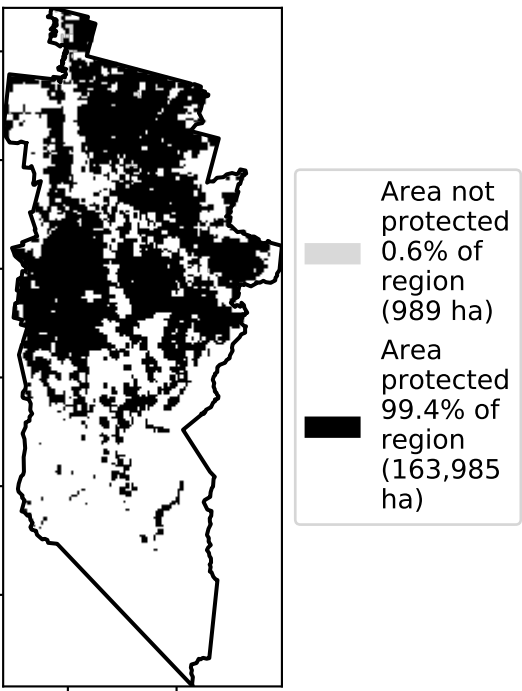 Area not
protected
0.6% of
region
(989 ha)
Area
protected
99.4% of
region
(163,985
ha)